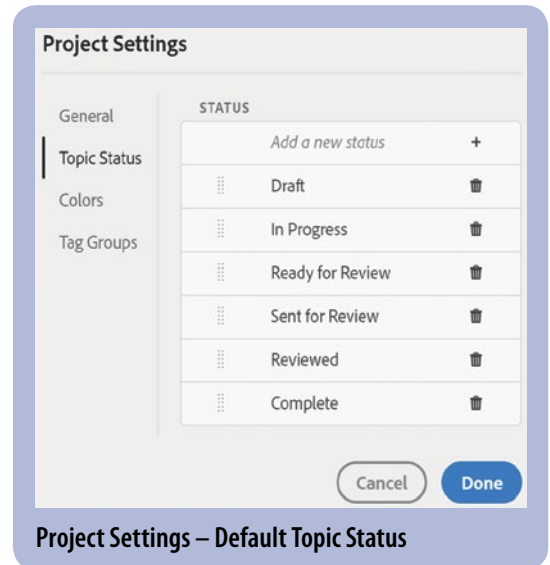 Project Settings
General
Topic Status
Colors
Tag Groups
STATUS
Add a new status +
Draft
In Progress
Ready for Review
Sent for Review
Reviewed
Complete
Cancel Done
Project Settings – Default Topic Status